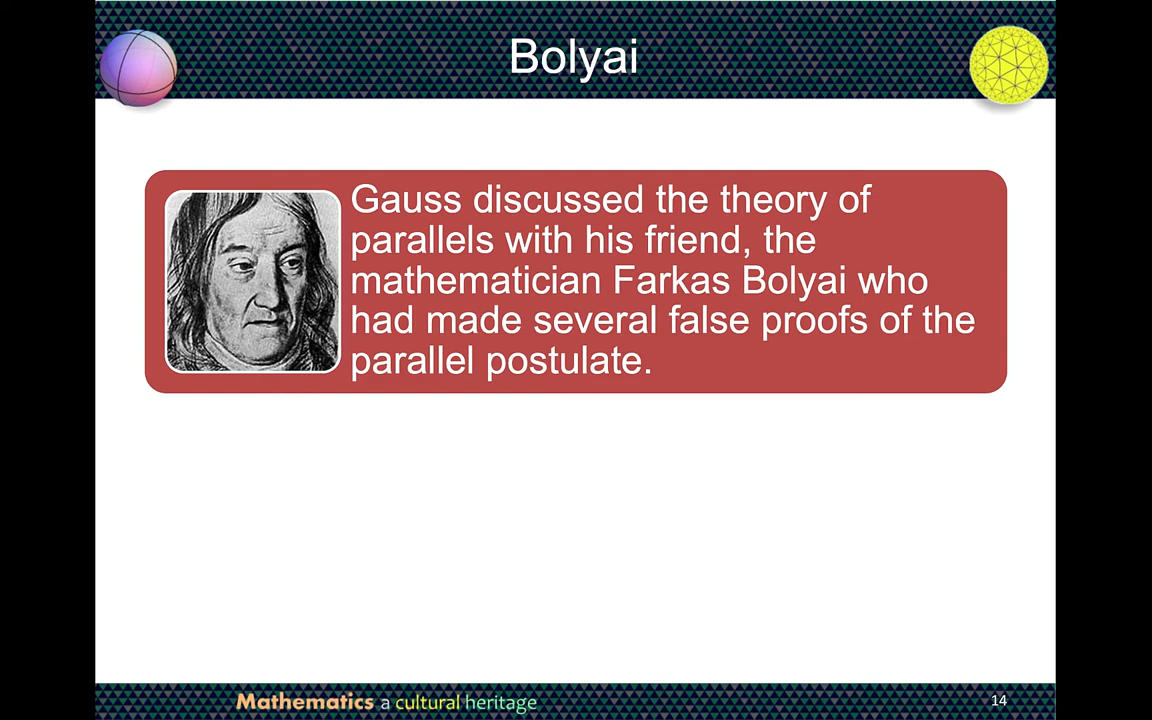 Bolyai
Gauss discussed the theory of
parallels with his friend, the
mathematician Farkas Bolyai who
had made several false proofs of the
parallel postulate.
Mathematics a cultural heritage
14